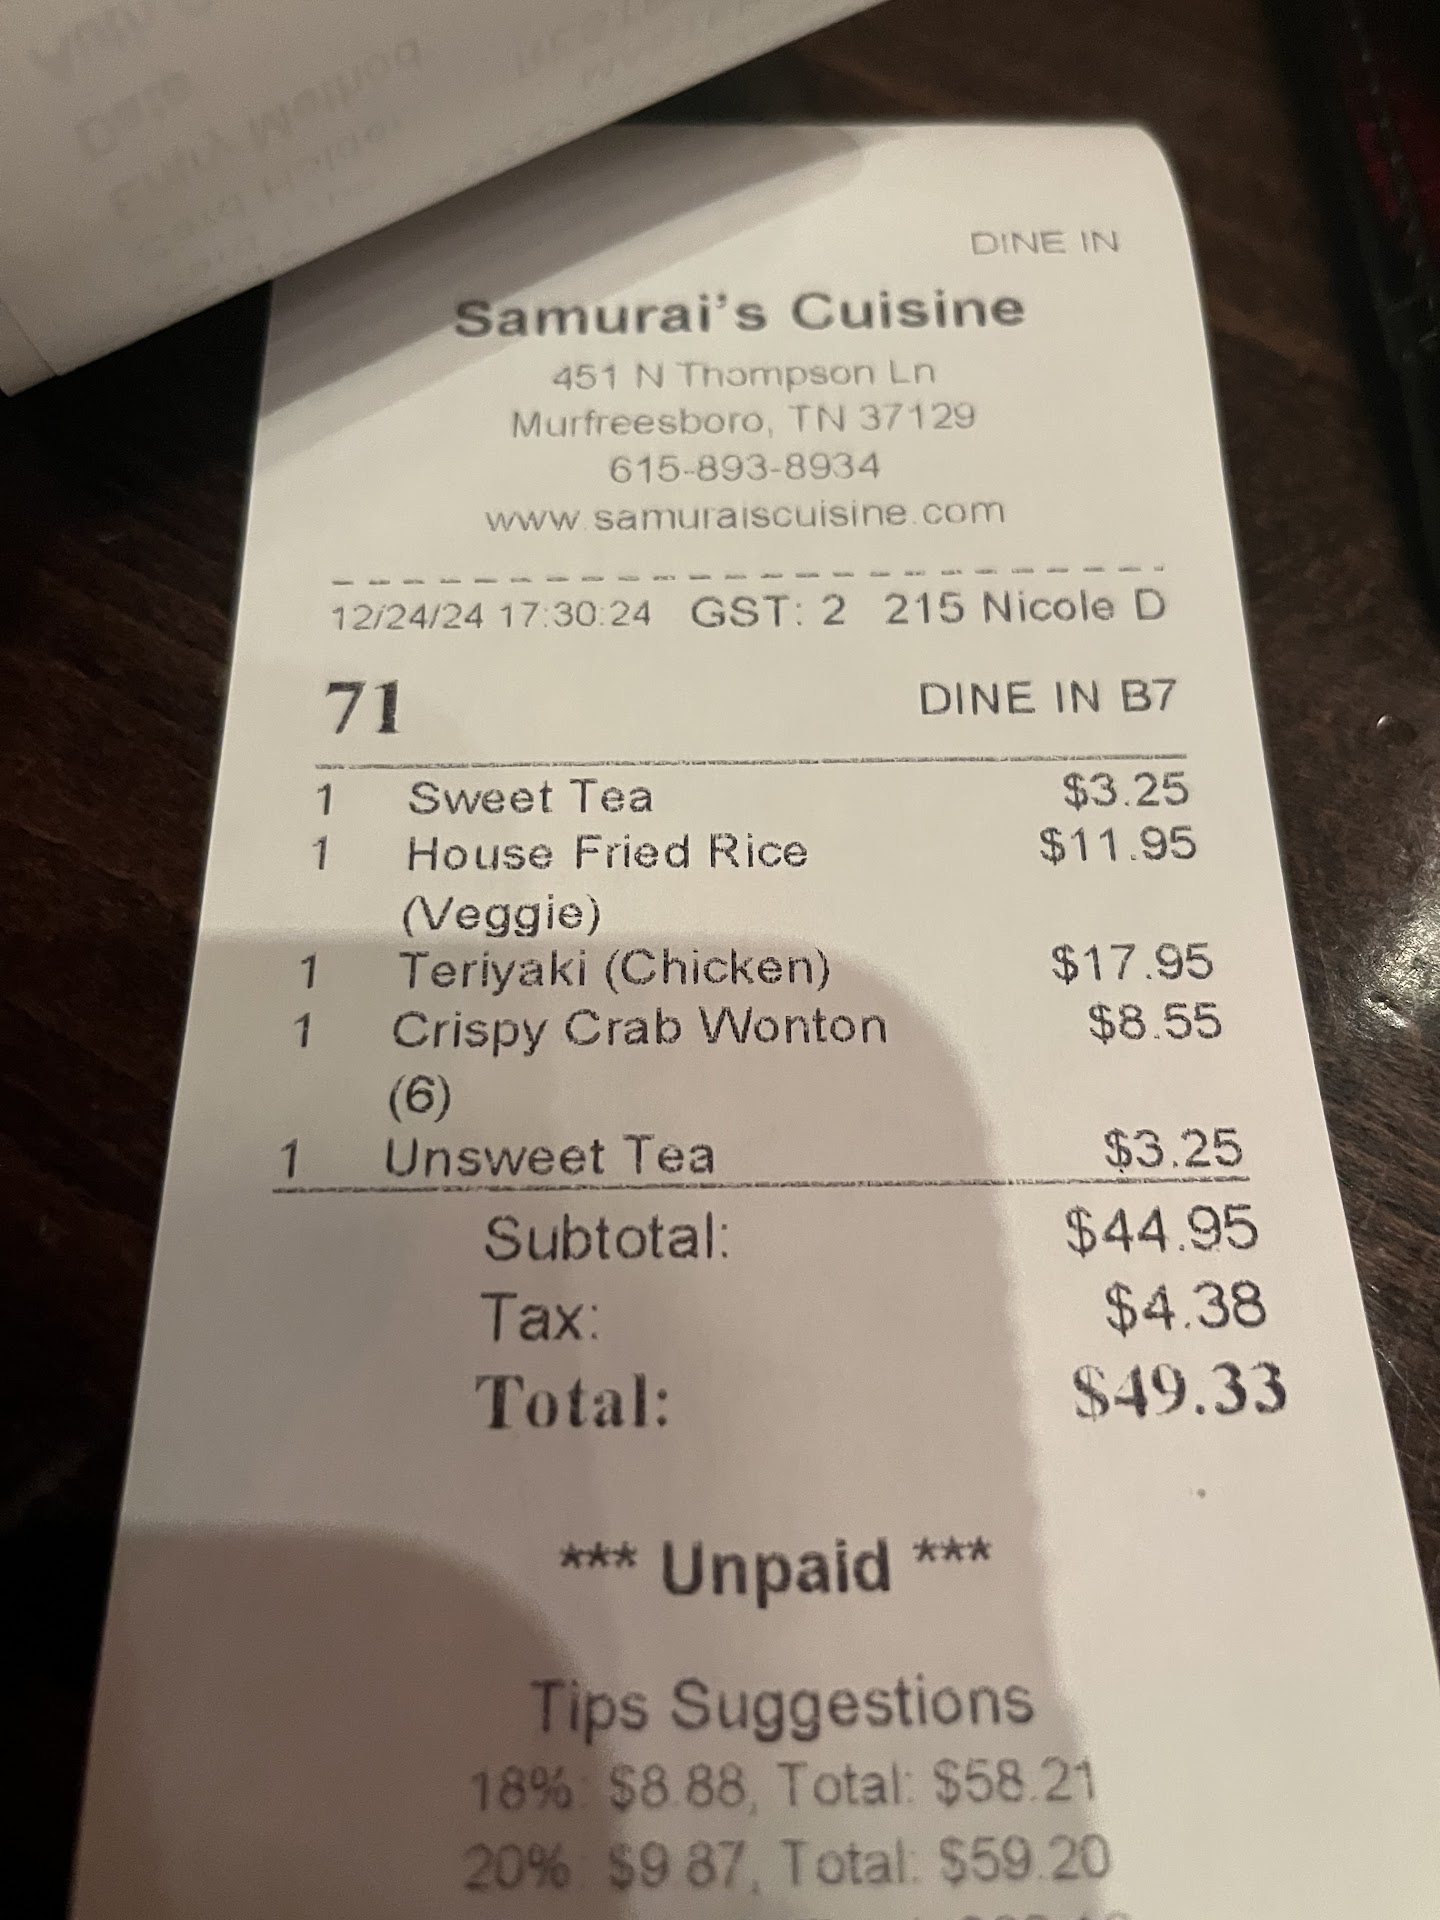 Date
Entry Method
DINE IN
Samurai's Cuisine
451 N Thompson Ln
Murfreesboro, TN 37129
615-893-8934
www.samuraiscuisine.com
12/24/24 17:30:24 GST: 2 215 Nicole D
71 DINE IN B7
1 Sweet Tea $3.25
1 House Fried Rice $11.95
(Veggie)
1 Teriyaki (Chicken) $17.95
1 Crispy Crab Wonton $8.55
(6)
1 Unsweet Tea $3.25
Subtotal: $44.95
Tax: $4.38
Total: $49.33
*** Unpaid ***
Tips Suggestions
18%: $8.88, Total: $58.21
20%: $9.87, Total: $59.20